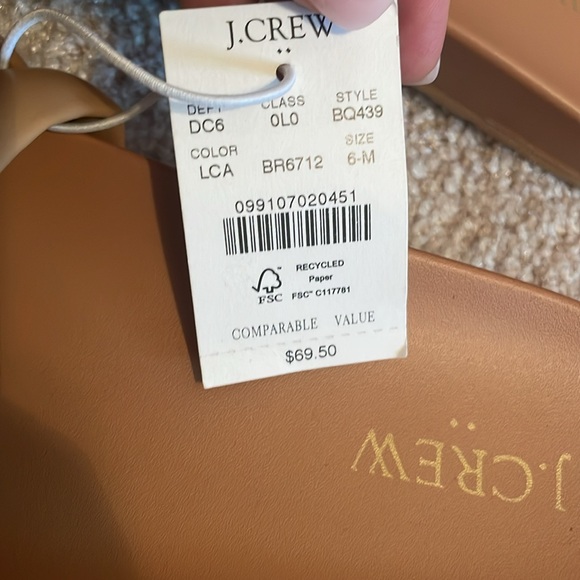 J.CREW
DEPT CLASS STYLE
DC6 0L0 BQ439
COLOR SIZE
LCA BR6712 6-M
099107020451
RECYCLED
Paper
FSC™ C117781
FSC
COMPARABLE VALUE
$69.50
J.CREW